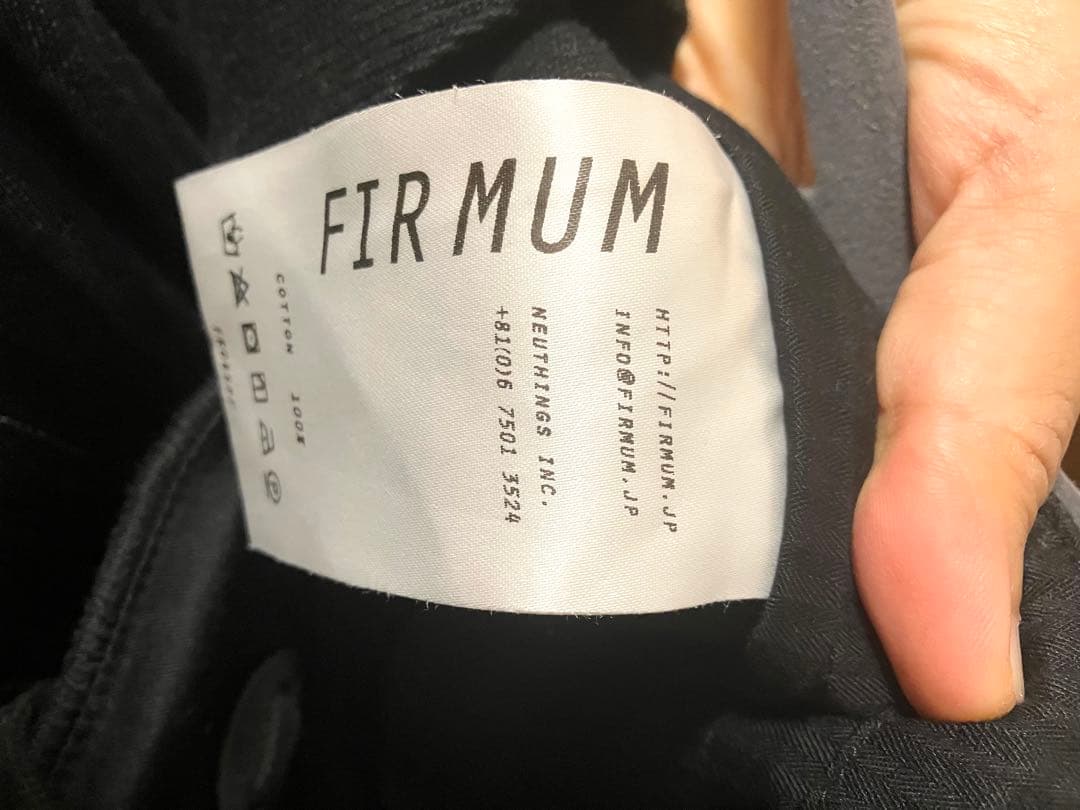 FIRMUM
HTTP://FIRMUM.JP
INFO@FIRMUM.JP
NEUTHINGS INC.
+81(0)6 7501 3524
COTTON 100%